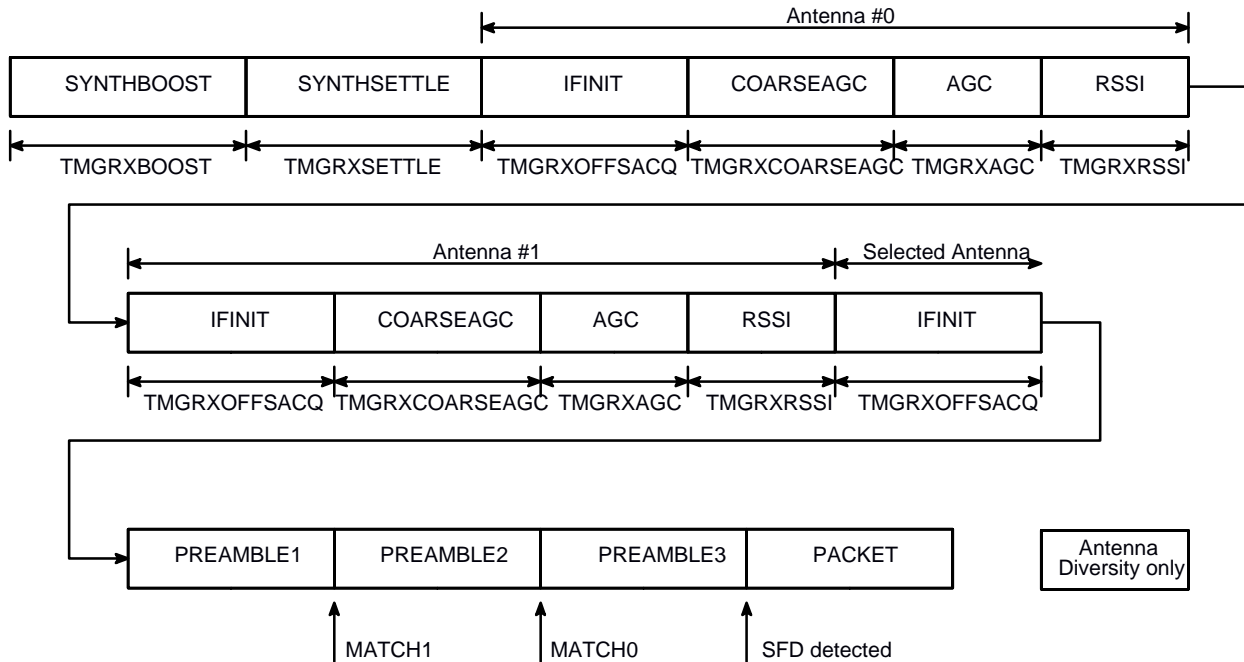 Antenna #0
SYNTHBOOST SYNTHSETTLE IFINIT COARSEAGC AGC RSSI
TMGRXBOOST TMGRXSETTLE TMGRXOFFSACQ TMGRXCOARSEAGC TMGRXAGC TMGRXRSSI
Antenna #1 Selected Antenna
IFINIT COARSEAGC AGC RSSI IFINIT
TMGRXOFFSACQ TMGRXCOARSEAGC TMGRXAGC TMGRXRSSI TMGRXOFFSACQ
PREAMBLE1 PREAMBLE2 PREAMBLE3 PACKET
Antenna
Diversity only
MATCH1 MATCH0 SFD detected